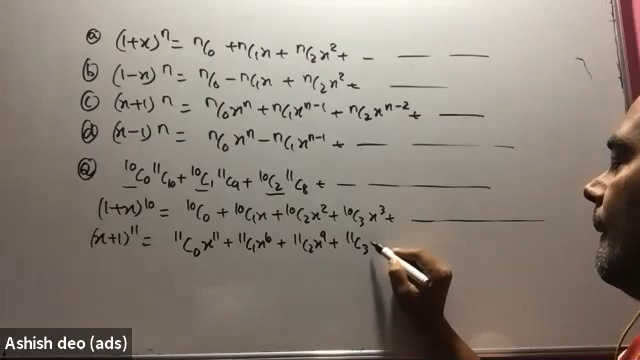 ⓐ (1+x)ⁿ = ⁿC₀ + ⁿC₁x + ⁿC₂x² + – — —
ⓑ (1-x)ⁿ = ⁿC₀ - ⁿC₁x + ⁿC₂x² + —
ⓒ (x+1)ⁿ = ⁿC₀xⁿ + ⁿC₁xⁿ⁻¹ + ⁿC₂xⁿ⁻² + —
ⓓ (x-1)ⁿ = ⁿC₀xⁿ - ⁿC₁xⁿ⁻¹ + — — —
Ⓠ ¹⁰C₀ ¹¹C₁₀ + ¹⁰C₁ ¹¹C₉ + ¹⁰C₂ ¹¹C₈ + – ———
(1+x)¹⁰ = ¹⁰C₀ + ¹⁰C₁x + ¹⁰C₂x² + ¹⁰C₃x³ + ———
(x+1)¹¹ = ¹¹C₀x¹¹ + ¹¹C₁x¹⁰ + ¹¹C₂x⁹ + ¹¹C₃
Ashish deo (ads)